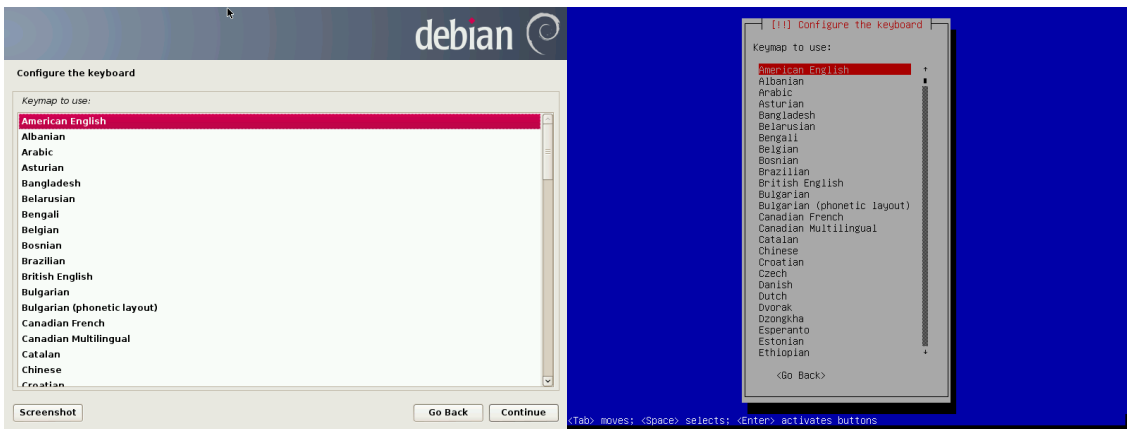 debian
Configure the keyboard
Keymap to use:
American English
Albanian
Arabic
Asturian
Bangladesh
Belarusian
Bengali
Belgian
Bosnian
Brazilian
British English
Bulgarian
Bulgarian (phonetic layout)
Canadian French
Canadian Multilingual
Catalan
Chinese
Croatian
Screenshot
Go Back
Continue
[!!] Configure the keyboard
Keymap to use:
American English
Albanian
Arabic
Asturian
Bangladesh
Belarusian
Bengali
Belgian
Bosnian
Brazilian
British English
Bulgarian
Bulgarian (phonetic layout)
Canadian French
Canadian Multilingual
Catalan
Chinese
Croatian
Czech
Danish
Dutch
Dvorak
Dzongkha
Esperanto
Estonian
Ethiopian
<Go Back>
<Tab> moves; <Space> selects; <Enter> activates buttons